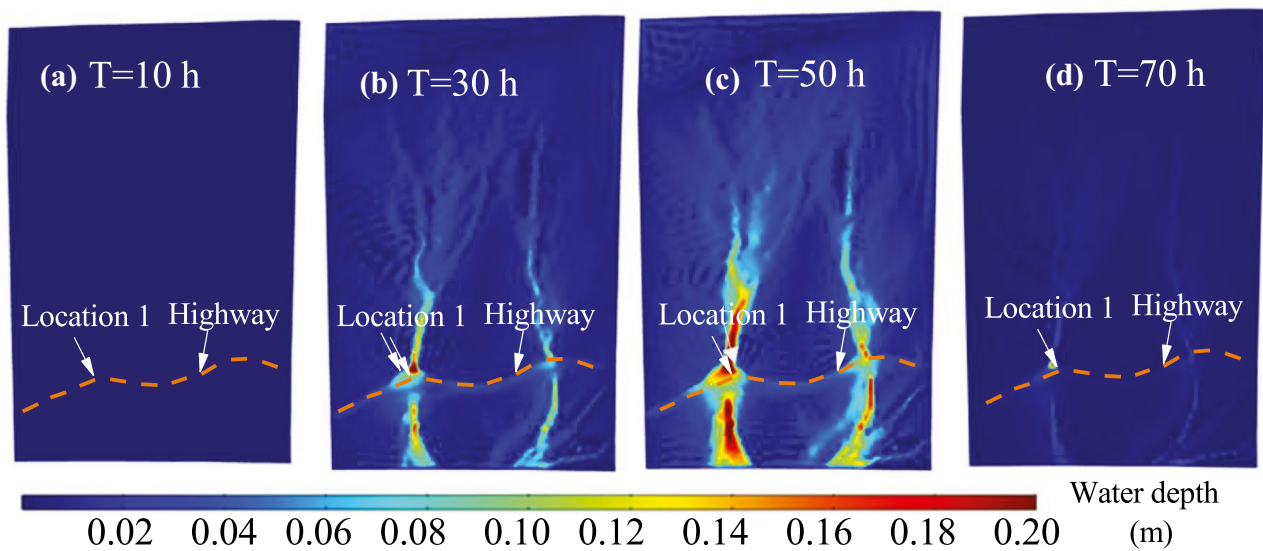 (a) T=10 h
(b) T=30 h
(c) T=50 h
(d) T=70 h
Location 1 Highway
Location 1 Highway
Location 1 Highway
Location 1 Highway
0.02 0.04 0.06 0.08 0.10 0.12 0.14 0.16 0.18 0.20
Water depth
(m)